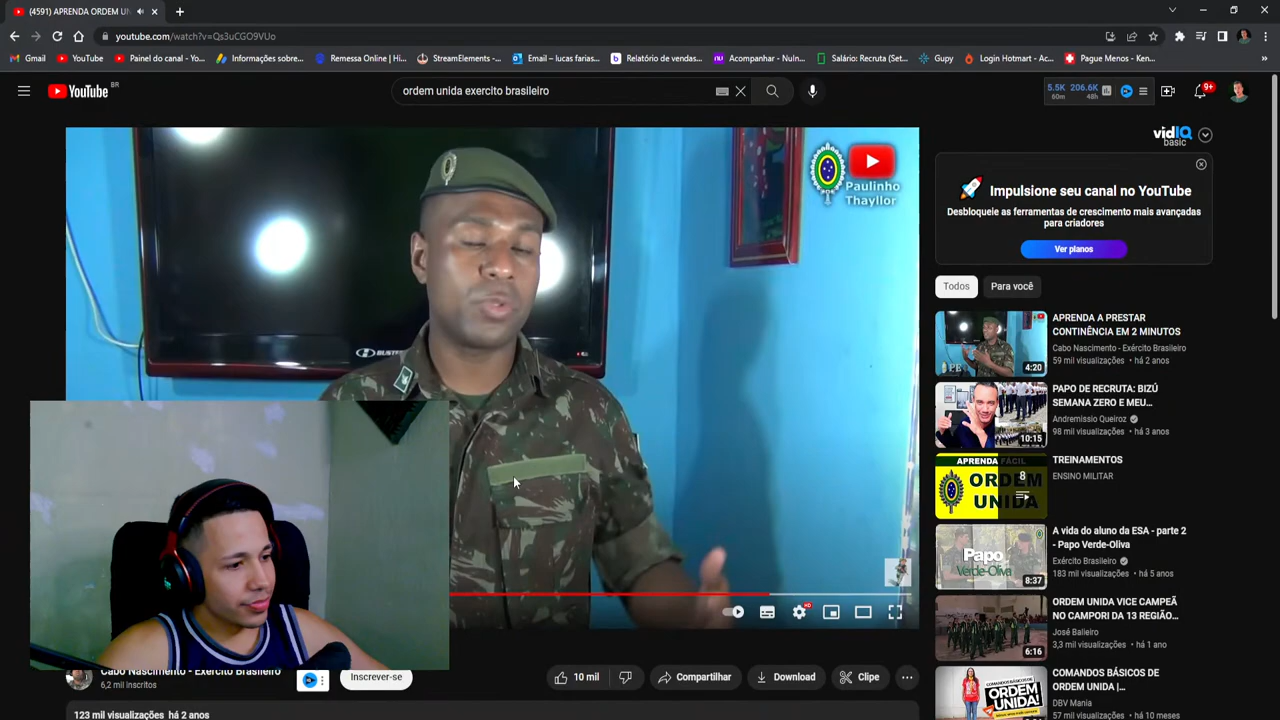 (4591) APRENDA ORDEM UN
youtube.com/watch?v=Qs3uCGO9VUo
Gmail
YouTube
Painel do canal - Yo...
Informações sobre...
Remessa Online | Hi...
StreamElements -...
Email – lucas farias...
Relatório de vendas...
Acompanhar - Nuln...
Salário: Recruta (Set...
Gupy
Login Hotmart - Ac...
Pague Menos - Ken...
YouTube BR
ordem unida exercito brasileiro
5.5K 206.6K
60m 48h
9+
Paulinho
Thayllor
vidIQ
basic
Impulsione seu canal no YouTube
Desbloqueie as ferramentas de crescimento mais avançadas
para criadores
Ver planos
Todos
Para você
APRENDA A PRESTAR
CONTINÊNCIA EM 2 MINUTOS
Cabo Nascimento - Exército Brasileiro
59 mil visualizações • há 2 anos
4:20
PAPO DE RECRUTA: BIZÚ
SEMANA ZERO E MEU...
Andremissio Queiroz
98 mil visualizações • há 3 anos
10:15
APRENDA FÁCIL
ORDEM
UNIDA
8
TREINAMENTOS
ENSINO MILITAR
A vida do aluno da ESA - parte 2
- Papo Verde-Oliva
Exército Brasileiro
183 mil visualizações • há 5 anos
Papo
Verde-Oliva
8:37
ORDEM UNIDA VICE CAMPEÃ
NO CAMPORI DA 13 REGIÃO...
José Balieiro
3,3 mil visualizações • há 1 ano
6:16
COMANDOS BÁSICOS DE
ORDEM UNIDA |...
DBV Mania
57 mil visualizações • há 10 meses
COMANDOS
BÁSICOS DE
ORDEM
UNIDA!
HD
Cabo Nascimento - Exército Brasileiro
6,2 mil inscritos
Inscrever-se
10 mil
Compartilhar
Download
Clipe
123 mil visualizações há 2 anos